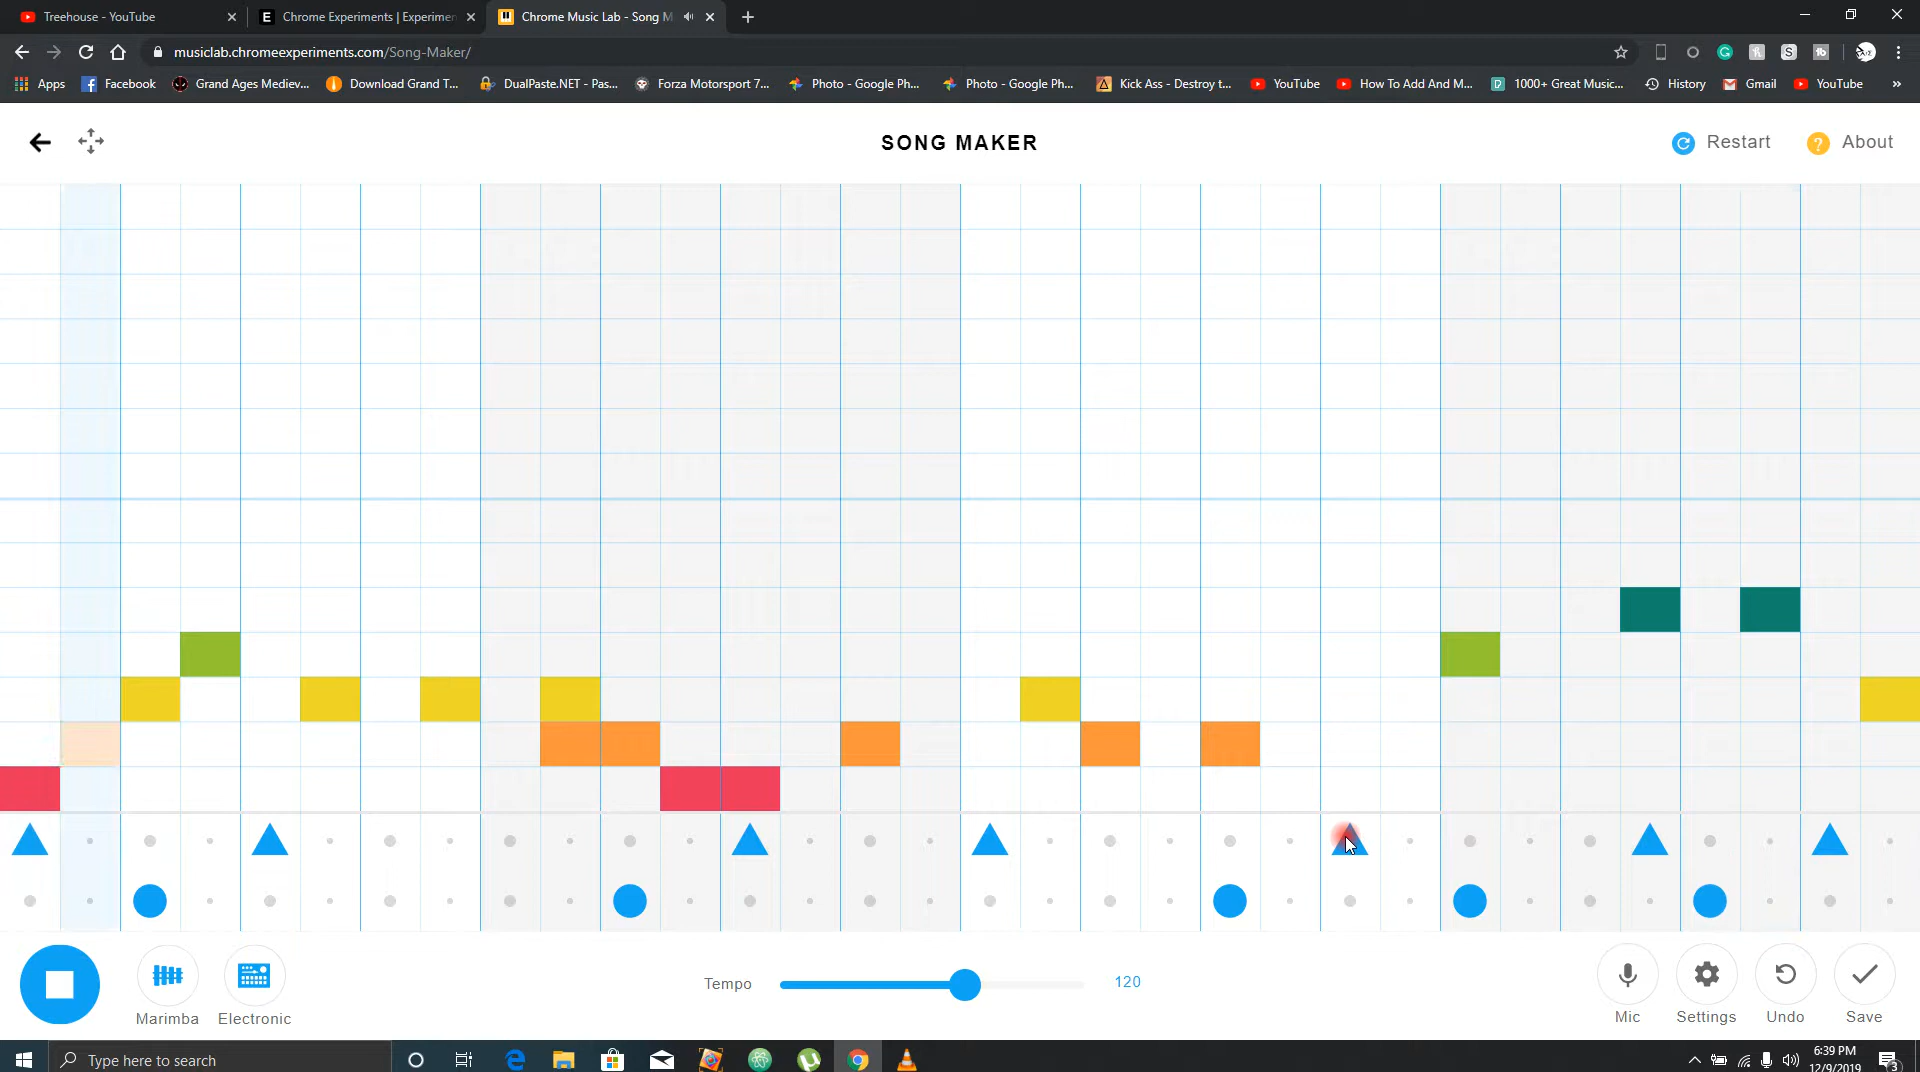 Treehouse - YouTube
Chrome Experiments | Experimen
Chrome Music Lab - Song M
musiclab.chromeexperiments.com/Song-Maker/
Apps Facebook Grand Ages Mediev... Download Grand T... DualPaste.NET - Pas... Forza Motorsport 7... Photo - Google Ph... Photo - Google Ph... Kick Ass - Destroy t... YouTube How To Add And M... 1000+ Great Music... History Gmail YouTube »
SONG MAKER
Restart
About
Marimba
Electronic
Tempo 120
Mic
Settings
Undo
Save
Type here to search
6:39 PM
12/9/2019
3